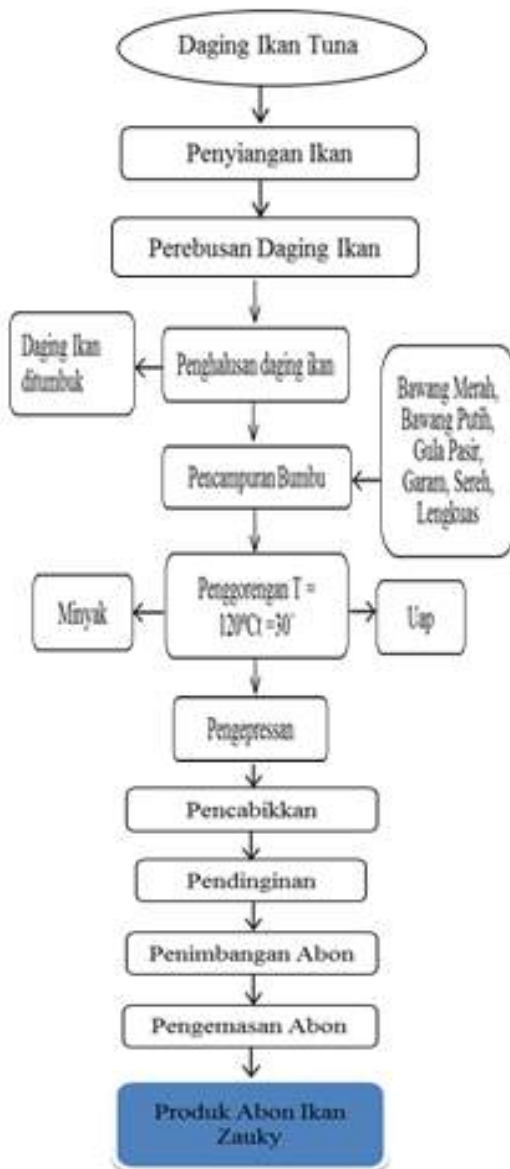 Daging Ikan Tuna
Penyiangan Ikan
Perebusan Daging Ikan
Daging Ikan
ditumbuk
Penghalusan daging ikan
Bawang Merah,
Bawang Putih,
Gula Pasir,
Garam, Sereh,
Lengkuas
Pencampuran Bumbu
Minyak
Penggorengan T =
120ºCt =30´
Uap
Pengepressan
Pencabikkan
Pendinginan
Penimbangan Abon
Pengemasan Abon
Produk Abon Ikan
Zauky